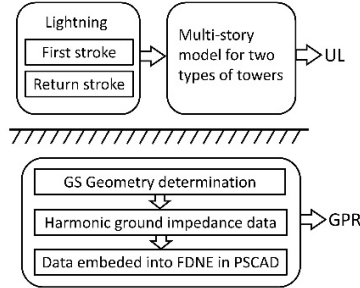 Lightning
First stroke
Return stroke
Multi-story
model for two
types of towers
UL
GS Geometry determination
Harmonic ground impedance data
Data embeded into FDNE in PSCAD
GPR